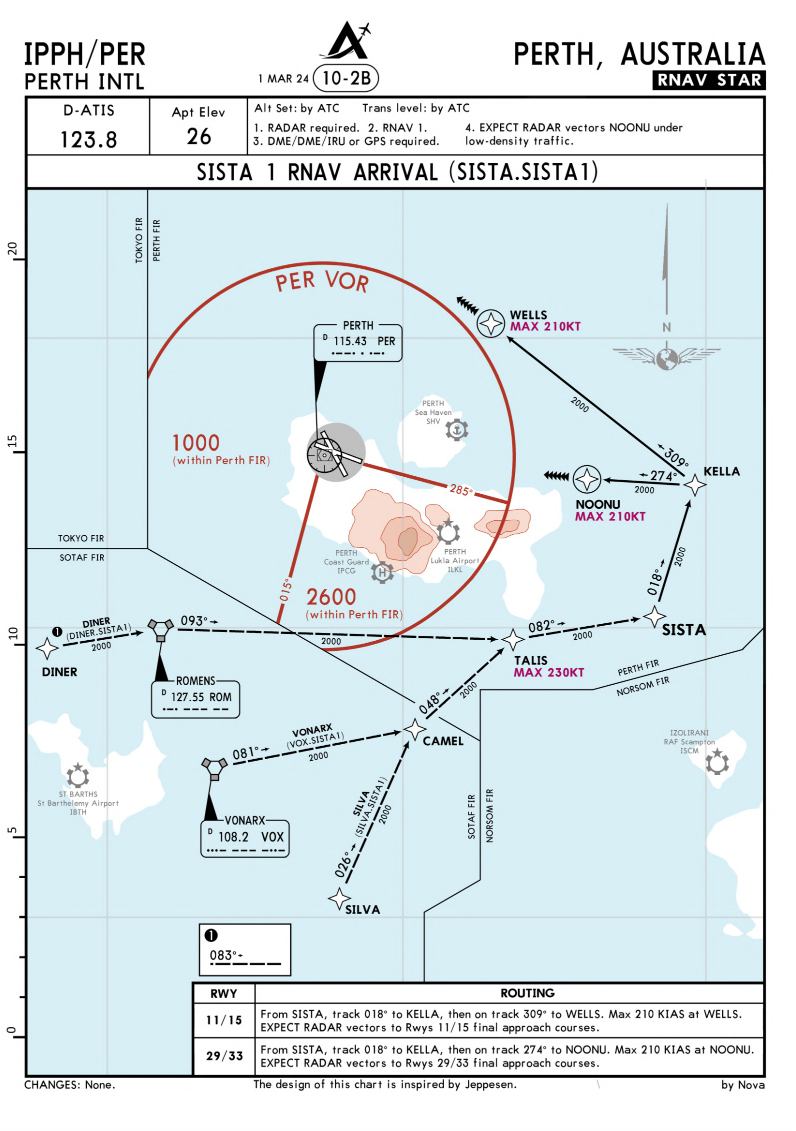 IPPH/PER
PERTH INTL
1 MAR 24
10-2B
PERTH, AUSTRALIA
RNAV STAR
D-ATIS
123.8
Apt Elev
26
Alt Set: by ATC Trans level: by ATC
1. RADAR required. 2. RNAV 1.
3. DME/DME/IRU or GPS required.
4. EXPECT RADAR vectors NOONU under
low-density traffic.
SISTA 1 RNAV ARRIVAL (SISTA.SISTA1)
20
TOKYO FIR
PERTH FIR
PER VOR
WELLS
MAX 210KT
N
PERTH
D 115.43 PER
2000
PERTH
Sea Haven
SHV
1000
(within Perth FIR)
15
309°
274°
2000
KELLA
285°
NOONU
MAX 210KT
PERTH
Coast Guard
IPCG
H
PERTH
Lukla Airport
ILKL
TOKYO FIR
SOTAF FIR
015°
2600
(within Perth FIR)
018°
2000
10
1
DINER
(DINER.SISTA1)
2000
DINER
093°
2000
082°
2000
SISTA
TALIS
MAX 230KT
PERTH FIR
NORSOM FIR
ROMENS
D 127.55 ROM
048°
2000
CAMEL
VONARX
(VOX.SISTA1)
081°
2000
IZOLIRANI
RAF Scampton
ISCM
ST BARTHS
St Barthelemy Airport
IBTH
VONARX
D 108.2 VOX
SILVA
(SILVA.SISTA1)
2000
026°
SILVA
SOTAF FIR
NORSOM FIR
5
1
083°
0
RWY
ROUTING
11/15
From SISTA, track 018° to KELLA, then on track 309° to WELLS. Max 210 KIAS at WELLS.
EXPECT RADAR vectors to Rwys 11/15 final approach courses.
29/33
From SISTA, track 018° to KELLA, then on track 274° to NOONU. Max 210 KIAS at NOONU.
EXPECT RADAR vectors to Rwys 29/33 final approach courses.
CHANGES: None.
The design of this chart is inspired by Jeppesen.
by Nova